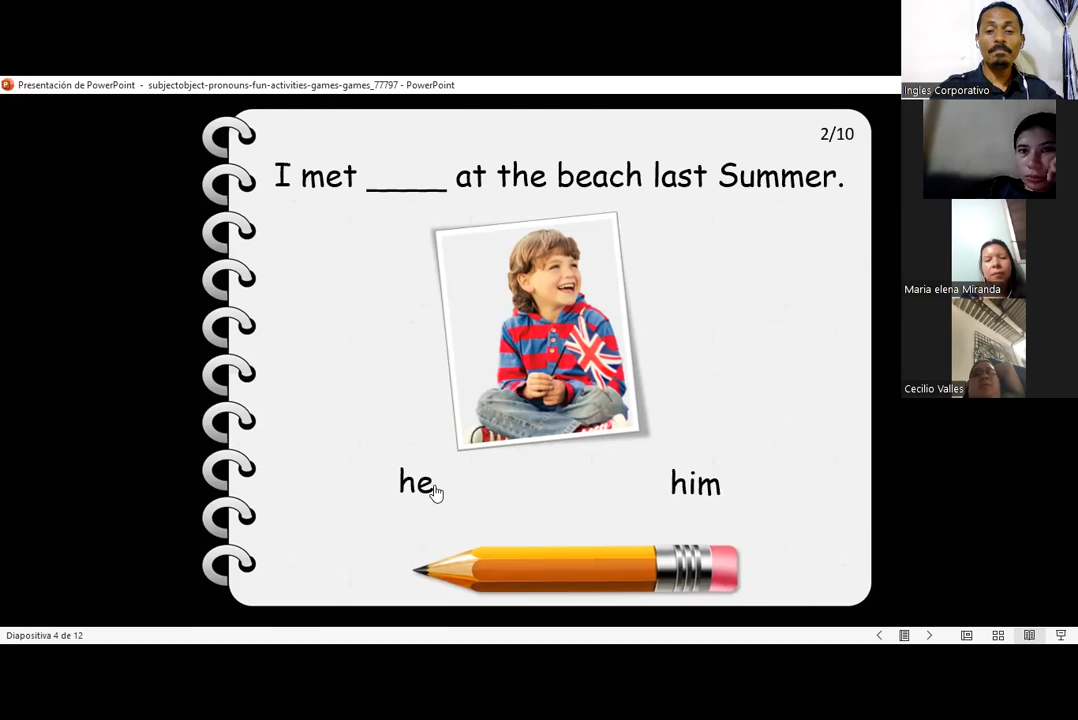 Presentación de PowerPoint - subjectobject-pronouns-fun-activities-games-games_77797 - PowerPoint
Ingles Corporativo
2/10
I met ____ at the beach last Summer.
Maria elena Miranda
Cecilio Valles
he
him
Diapositiva 4 de 12